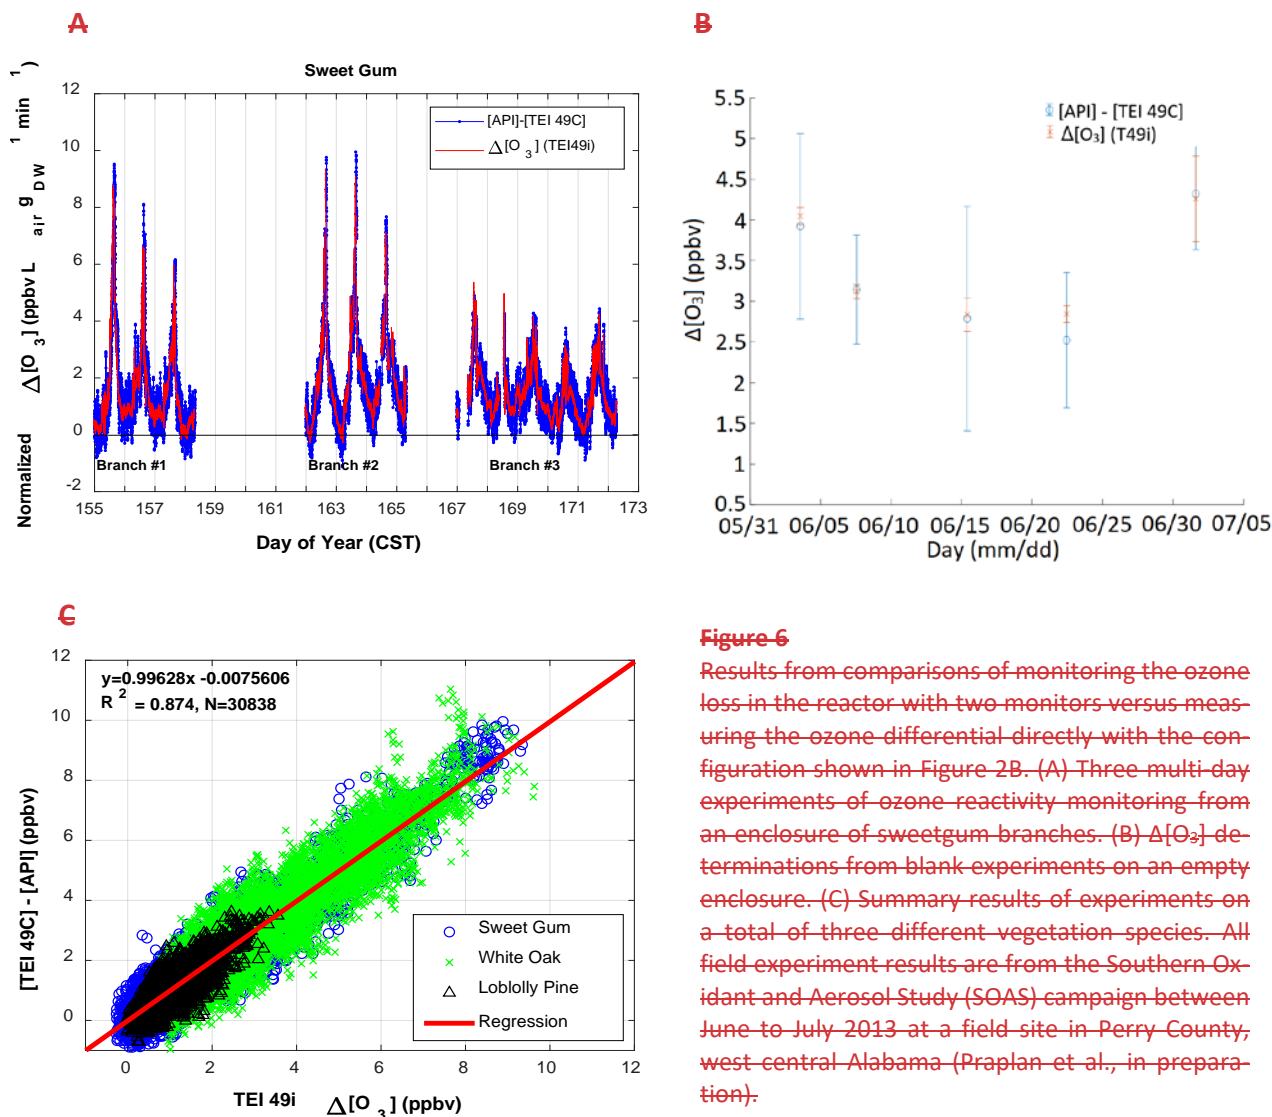 A
Sweet Gum
Normalized Δ[O 3] (ppbv L air g DW 1 min 1)
12
10
8
6
4
2
0
-2
[API]-[TEI 49C]
Δ[O 3] (TEI49i)
Branch #1
Branch #2
Branch #3
155 157 159 161 163 165 167 169 171 173
Day of Year (CST)
B
Δ[O₃] (ppbv)
5.5
5
4.5
4
3.5
3
2.5
2
1.5
1
0.5
[API] - [TEI 49C]
Δ[O₃] (T49i)
05/31 06/05 06/10 06/15 06/20 06/25 06/30 07/05
Day (mm/dd)
C
[TEI 49C] - [API] (ppbv)
12
10
8
6
4
2
0
y=0.99628x -0.0075606
R 2 = 0.874, N=30838
Sweet Gum
White Oak
Loblolly Pine
Regression
0 2 4 6 8 10 12
TEI 49i Δ[O 3] (ppbv)
Figure 6
Results from comparisons of monitoring the ozone
loss in the reactor with two monitors versus meas-
uring the ozone differential directly with the con-
figuration shown in Figure 2B. (A) Three multi-day
experiments of ozone reactivity monitoring from
an enclosure of sweetgum branches. (B) Δ[O₃] de-
terminations from blank experiments on an empty
enclosure. (C) Summary results of experiments on
a total of three different vegetation species. All
field experiment results are from the Southern Ox-
idant and Aerosol Study (SOAS) campaign between
June to July 2013 at a field site in Perry County,
west central Alabama (Praplan et al., in prepara-
tion).